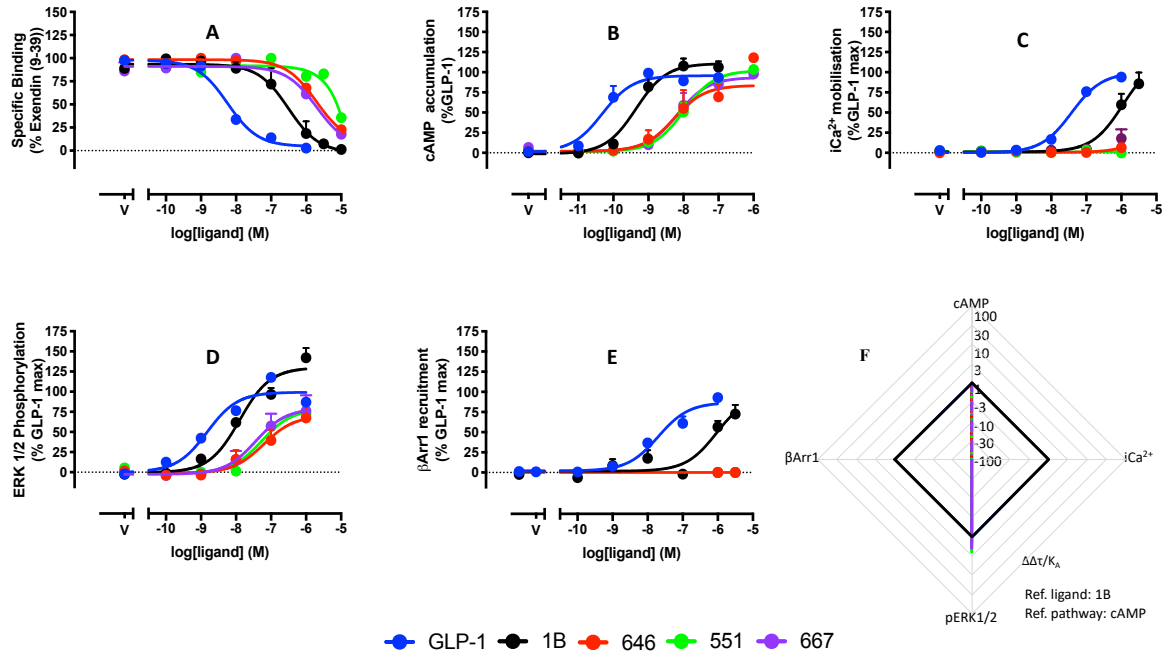 A
Specific Binding
(% Exendin (9-39))
150
125
100
75
50
25
0
V
-10
-9
-8
-7
-6
-5
log[ligand] (M)
B
cAMP accumulation
(%GLP-1)
175
150
125
100
75
50
25
0
V
-11
-10
-9
-8
-7
-6
log[ligand] (M)
C
iCa²⁺ mobilisation
(%GLP-1 max)
175
150
125
100
75
50
25
0
V
-10
-9
-8
-7
-6
-5
log[ligand] (M)
D
ERK 1/2 Phosphorylation
(% GLP-1 max)
175
150
125
100
75
50
25
0
V
-10
-9
-8
-7
-6
-5
log[ligand] (M)
E
βArr1 recruitment
(% GLP-1 max)
175
150
125
100
75
50
25
0
V
-10
-9
-8
-7
-6
-5
log[ligand] (M)
F
cAMP
100
30
10
3
1
-3
-10
-30
-100
βArr1
iCa²⁺
ΔΔτ/K_A
pERK1/2
Ref. ligand: 1B
Ref. pathway: cAMP
GLP-1 1B 646 551 667